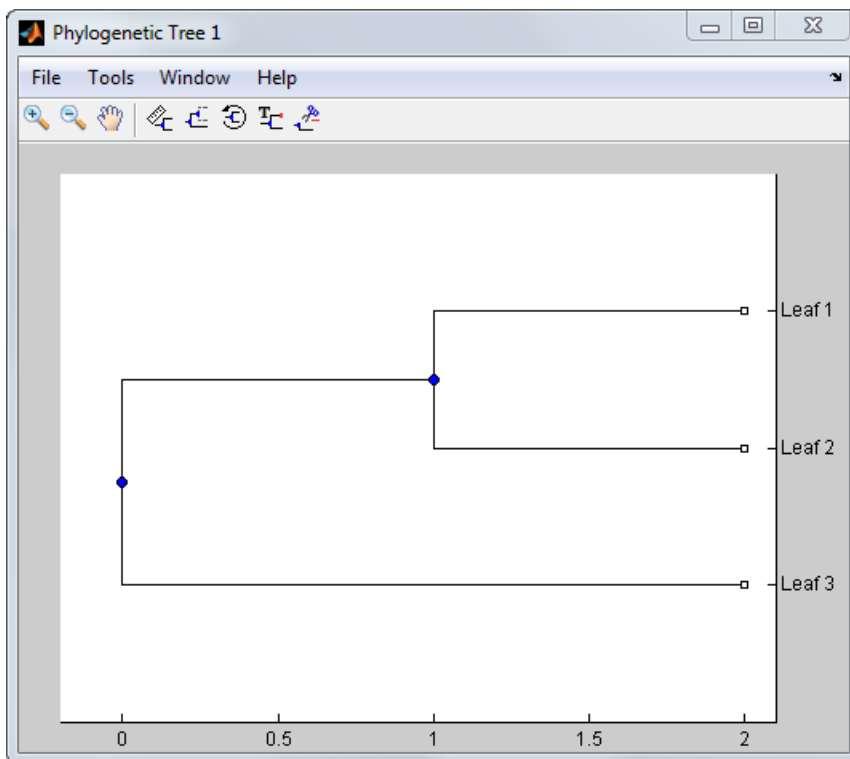 Phylogenetic Tree 1
File Tools Window Help
Leaf 1
Leaf 2
Leaf 3
0 0.5 1 1.5 2